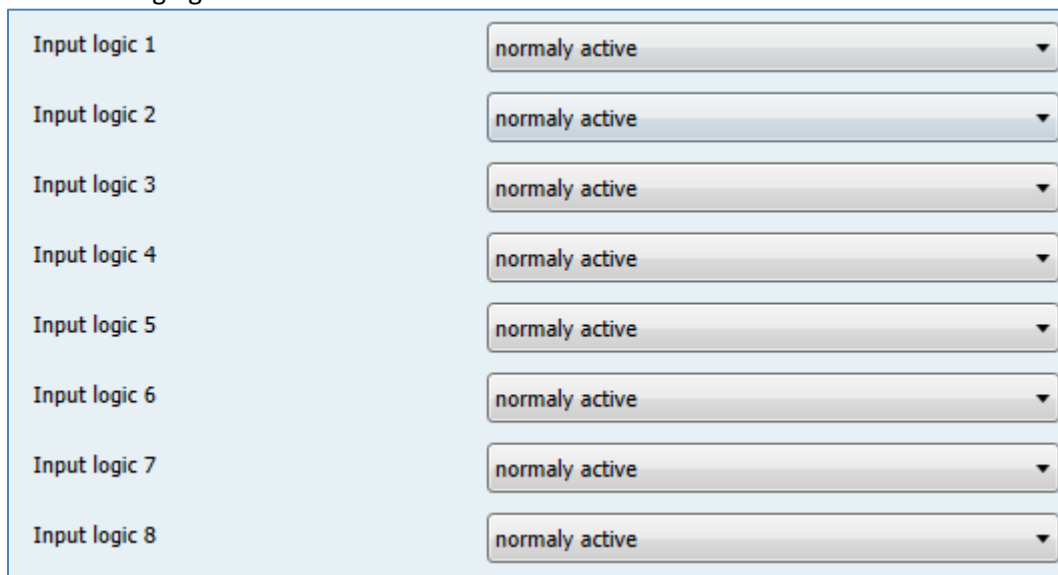 Input logic 1 normaly active
Input logic 2 normaly active
Input logic 3 normaly active
Input logic 4 normaly active
Input logic 5 normaly active
Input logic 6 normaly active
Input logic 7 normaly active
Input logic 8 normaly active